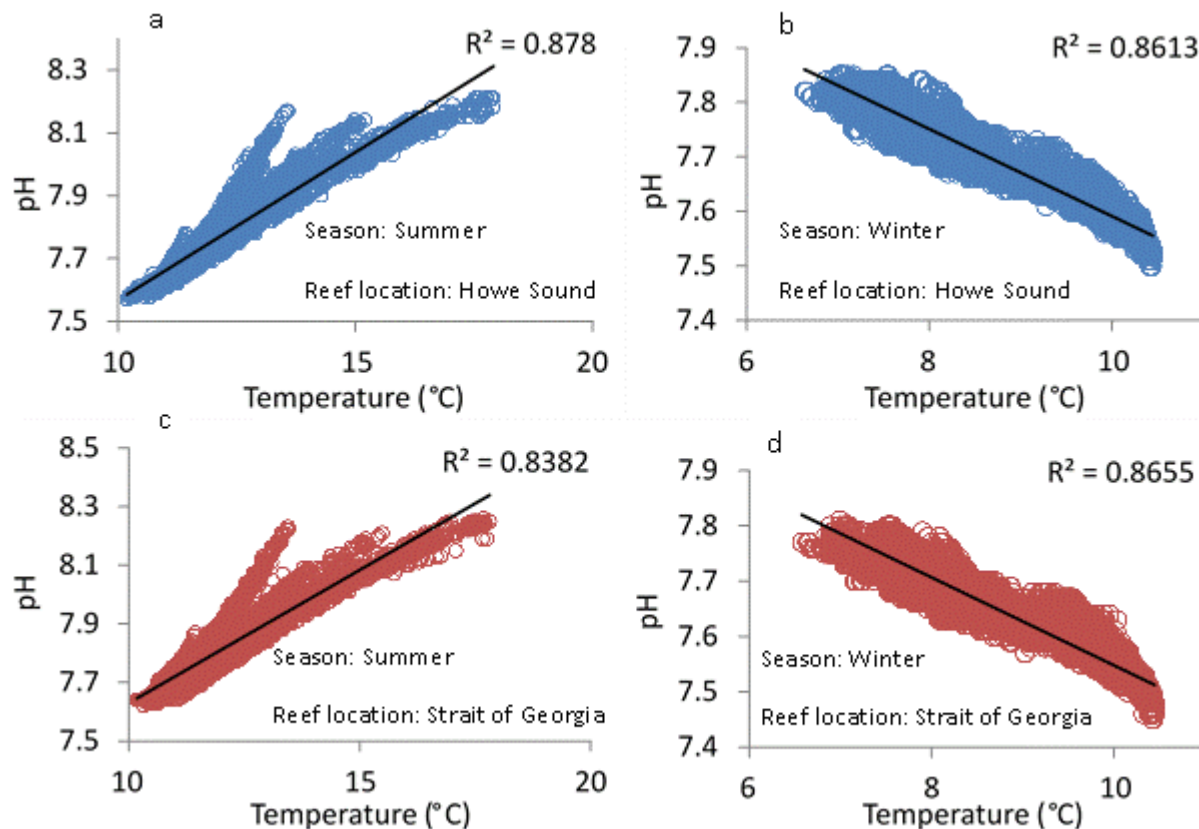 a
R² = 0.878
8.3
8.1
7.9
7.7
7.5
pH
Season: Summer
Reef location: Howe Sound
10
15
20
Temperature (°C)
b
R² = 0.8613
7.9
7.8
7.7
7.6
7.5
7.4
pH
Season: Winter
Reef location: Howe Sound
6
8
10
Temperature (°C)
c
R² = 0.8382
8.5
8.3
8.1
7.9
7.7
7.5
pH
Season: Summer
Reef location: Strait of Georgia
10
15
20
Temperature (°C)
d
R² = 0.8655
7.9
7.8
7.7
7.6
7.5
7.4
pH
Season: Winter
Reef location: Strait of Georgia
6
8
10
Temperature (°C)